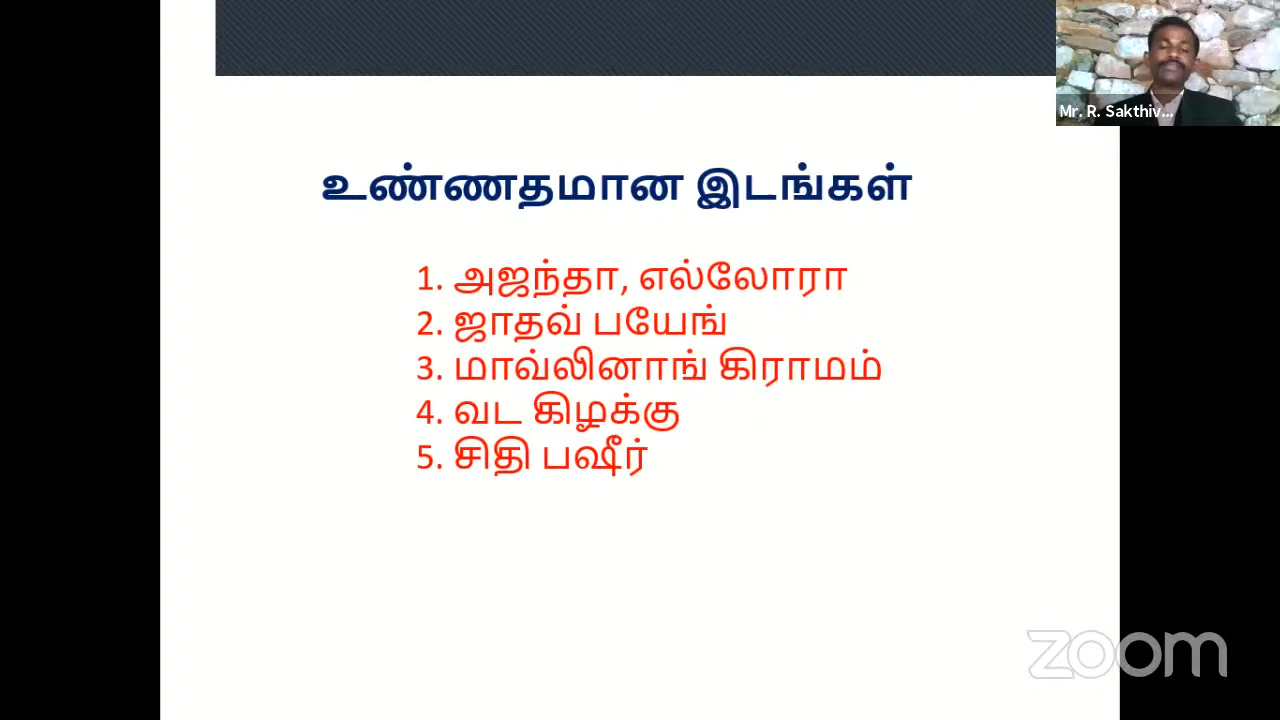 Mr. R. Sakthiv...
உண்ணதமான இடங்கள்
1. அஜந்தா, எல்லோரா
2. ஜாதவ் பயேங்
3. மாவ்லினாங் கிராமம்
4. வட கிழக்கு
5. சிதி பஷீர்
zoom